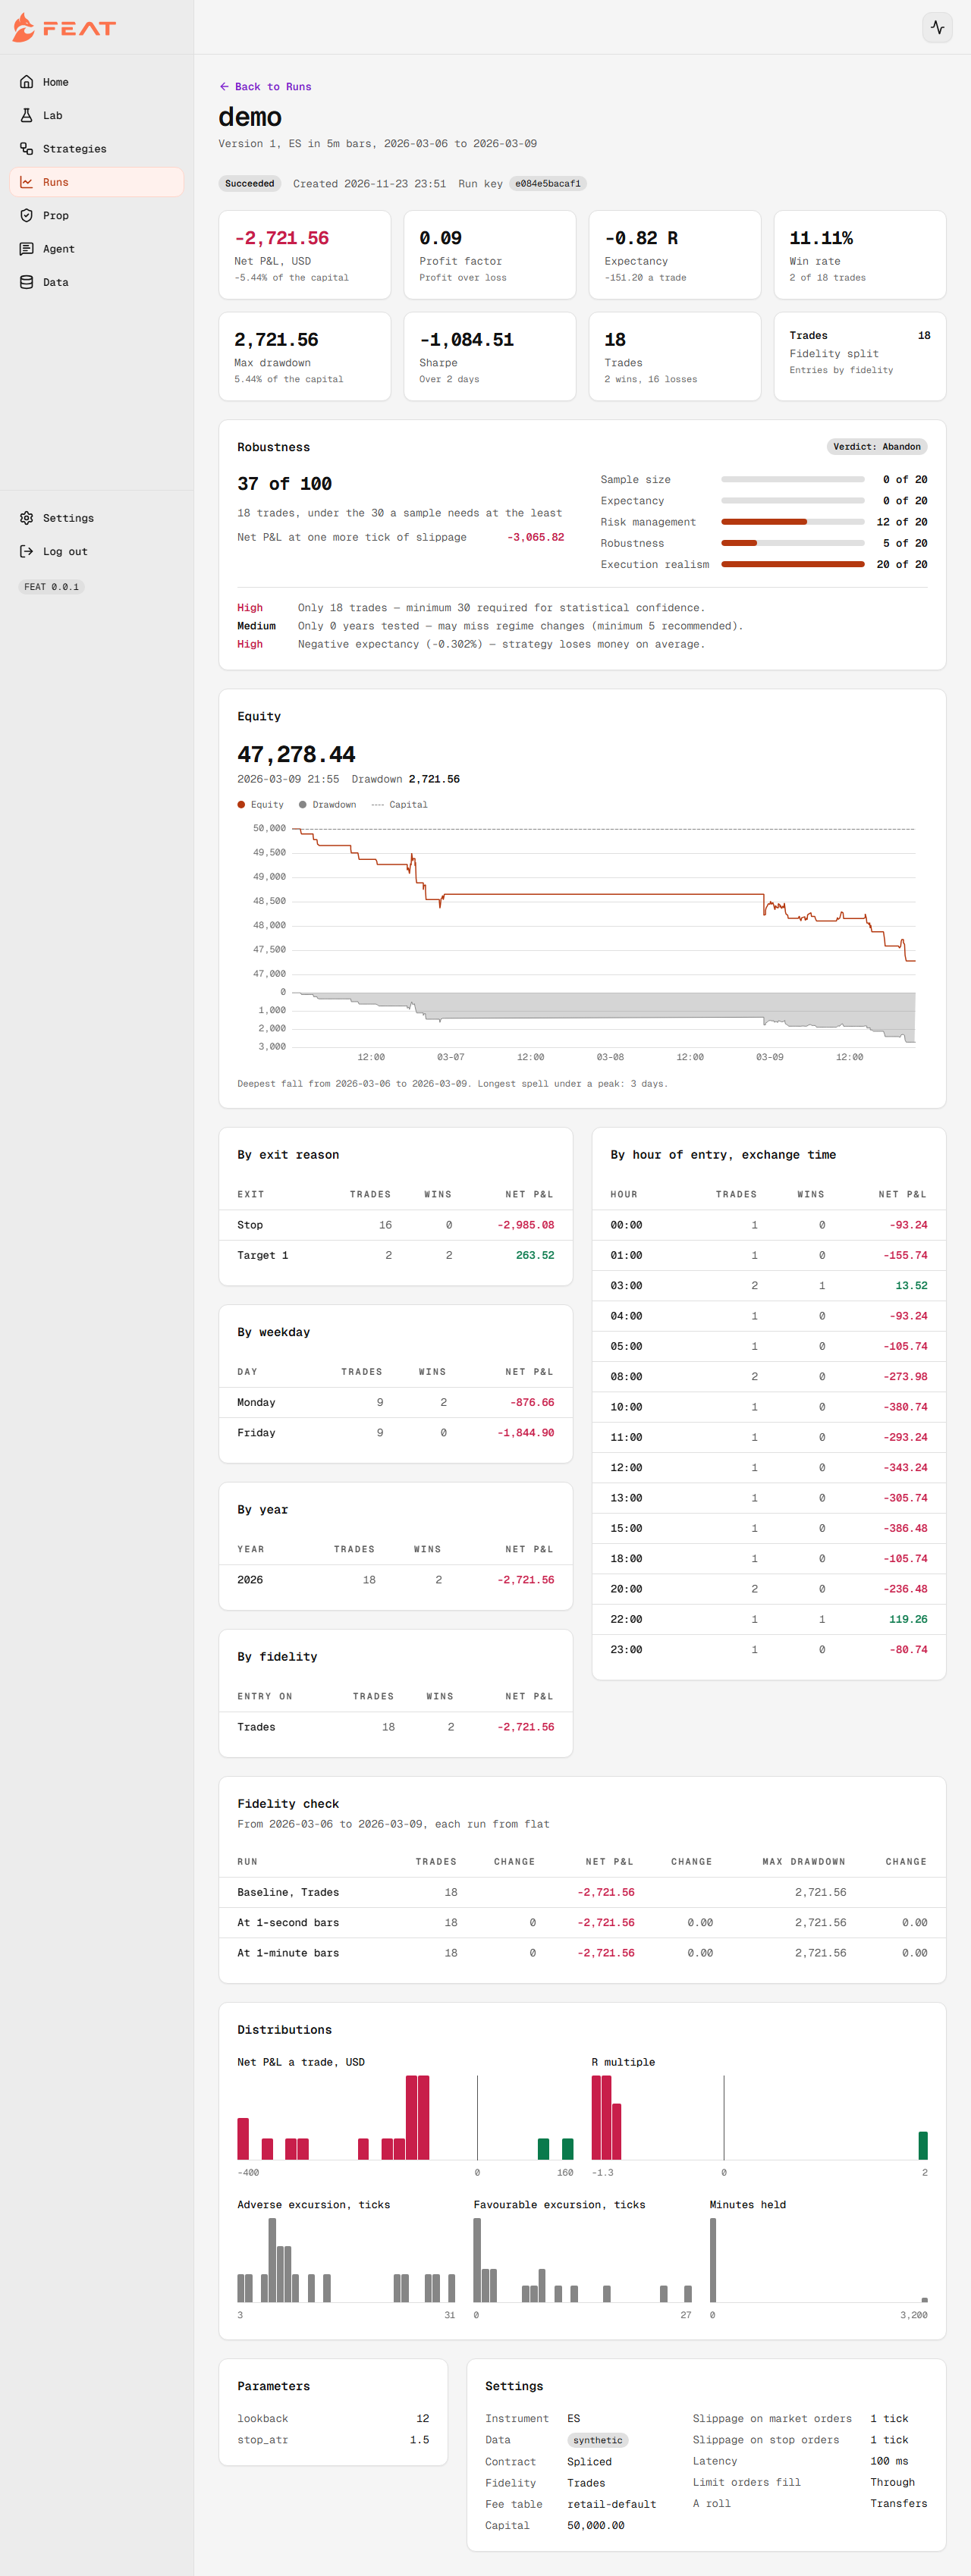 FEAT
Home
Lab
Strategies
Runs
Prop
Agent
Data
Settings
Log out
FEAT 0.0.1
← Back to Runs
demo
Version 1, ES in 5m bars, 2026-03-06 to 2026-03-09
Succeeded Created 2026-11-23 23:51 Run key e084e5bacaf1
-2,721.56
Net P&L, USD
-5.44% of the capital
0.09
Profit factor
Profit over loss
-0.82 R
Expectancy
-151.20 a trade
11.11%
Win rate
2 of 18 trades
2,721.56
Max drawdown
5.44% of the capital
-1,084.51
Sharpe
Over 2 days
18
Trades
2 wins, 16 losses
Trades 18
Fidelity split
Entries by fidelity
Robustness
Verdict: Abandon
37 of 100
18 trades, under the 30 a sample needs at the least
Net P&L at one more tick of slippage -3,065.82
Sample size 0 of 20
Expectancy 0 of 20
Risk management 12 of 20
Robustness 5 of 20
Execution realism 20 of 20
High Only 18 trades — minimum 30 required for statistical confidence.
Medium Only 0 years tested — may miss regime changes (minimum 5 recommended).
High Negative expectancy (-0.302%) — strategy loses money on average.
Equity
47,278.44
2026-03-09 21:55 Drawdown 2,721.56
Equity Drawdown Capital
50,000
49,500
49,000
48,500
48,000
47,500
47,000
0
1,000
2,000
3,000
12:00 03-07 12:00 03-08 12:00 03-09 12:00
Deepest fall from 2026-03-06 to 2026-03-09. Longest spell under a peak: 3 days.
By exit reason
EXIT TRADES WINS NET P&L
Stop 16 0 -2,985.08
Target 1 2 2 263.52
By weekday
DAY TRADES WINS NET P&L
Monday 9 2 -876.66
Friday 9 0 -1,844.90
By year
YEAR TRADES WINS NET P&L
2026 18 2 -2,721.56
By fidelity
ENTRY ON TRADES WINS NET P&L
Trades 18 2 -2,721.56
By hour of entry, exchange time
HOUR TRADES WINS NET P&L
00:00 1 0 -93.24
01:00 1 0 -155.74
03:00 2 1 13.52
04:00 1 0 -93.24
05:00 1 0 -105.74
08:00 2 0 -273.98
10:00 1 0 -380.74
11:00 1 0 -293.24
12:00 1 0 -343.24
13:00 1 0 -305.74
15:00 1 0 -386.48
18:00 1 0 -105.74
20:00 2 0 -236.48
22:00 1 1 119.26
23:00 1 0 -80.74
Fidelity check
From 2026-03-06 to 2026-03-09, each run from flat
RUN TRADES CHANGE NET P&L CHANGE MAX DRAWDOWN CHANGE
Baseline, Trades 18 -2,721.56 2,721.56
At 1-second bars 18 0 -2,721.56 0.00 2,721.56 0.00
At 1-minute bars 18 0 -2,721.56 0.00 2,721.56 0.00
Distributions
Net P&L a trade, USD
-400 0 160
R multiple
-1.3 0 2
Adverse excursion, ticks
3 31
Favourable excursion, ticks
0 27
Minutes held
0 3,200
Parameters
lookback 12
stop_atr 1.5
Settings
Instrument ES
Data synthetic
Contract Spliced
Fidelity Trades
Fee table retail-default
Capital 50,000.00
Slippage on market orders 1 tick
Slippage on stop orders 1 tick
Latency 100 ms
Limit orders fill Through
A roll Transfers